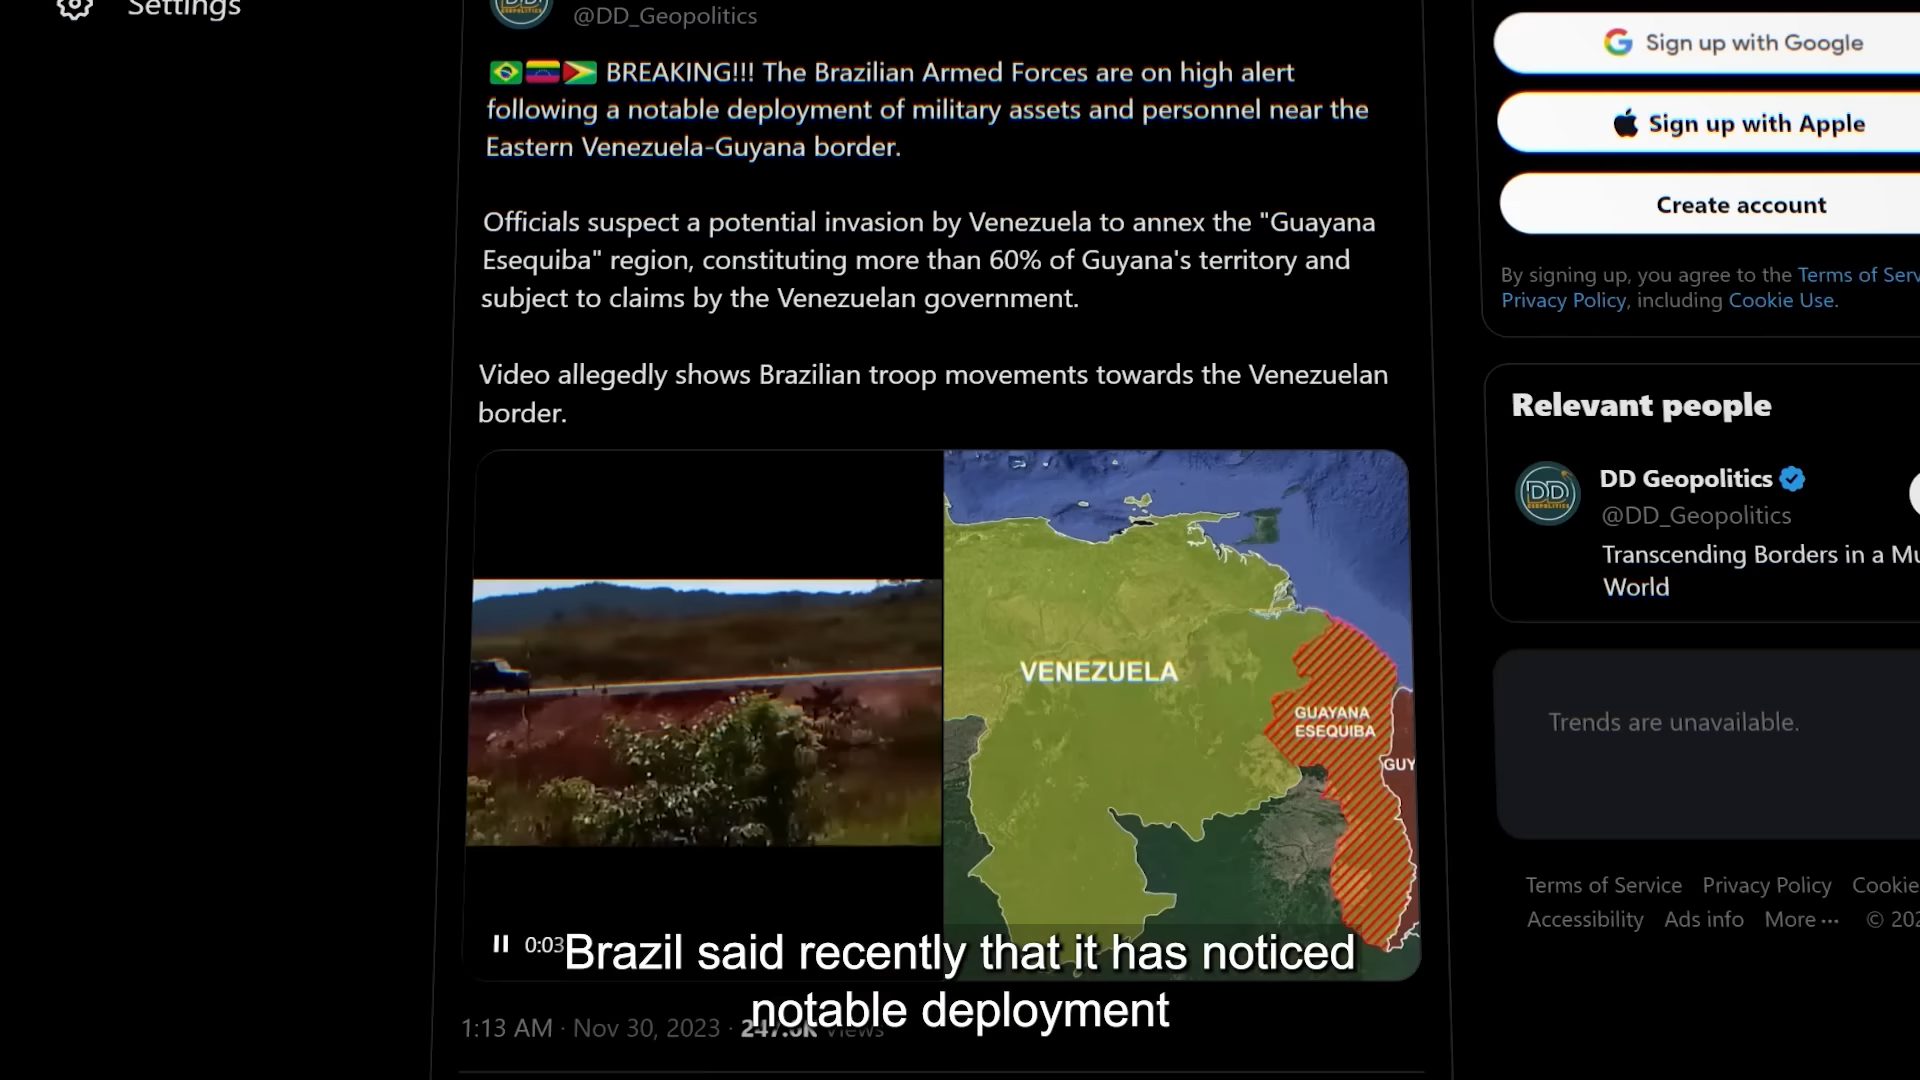 Settings
@DD_Geopolitics
BREAKING!!! The Brazilian Armed Forces are on high alert
following a notable deployment of military assets and personnel near the
Eastern Venezuela-Guyana border.
Officials suspect a potential invasion by Venezuela to annex the "Guayana
Esequiba" region, constituting more than 60% of Guyana's territory and
subject to claims by the Venezuelan government.
Video allegedly shows Brazilian troop movements towards the Venezuelan
border.
VENEZUELA
GUAYANA
ESEQUIBA
GUY
0:03
Brazil said recently that it has noticed
notable deployment
1:13 AM · Nov 30, 2023 · Views
Sign up with Google
Sign up with Apple
Create account
By signing up, you agree to the Terms of Serv
Privacy Policy, including Cookie Use.
Relevant people
DD
DD Geopolitics
@DD_Geopolitics
Transcending Borders in a Mu
World
Trends are unavailable.
Terms of Service Privacy Policy Cookie
Accessibility Ads info More ··· © 202